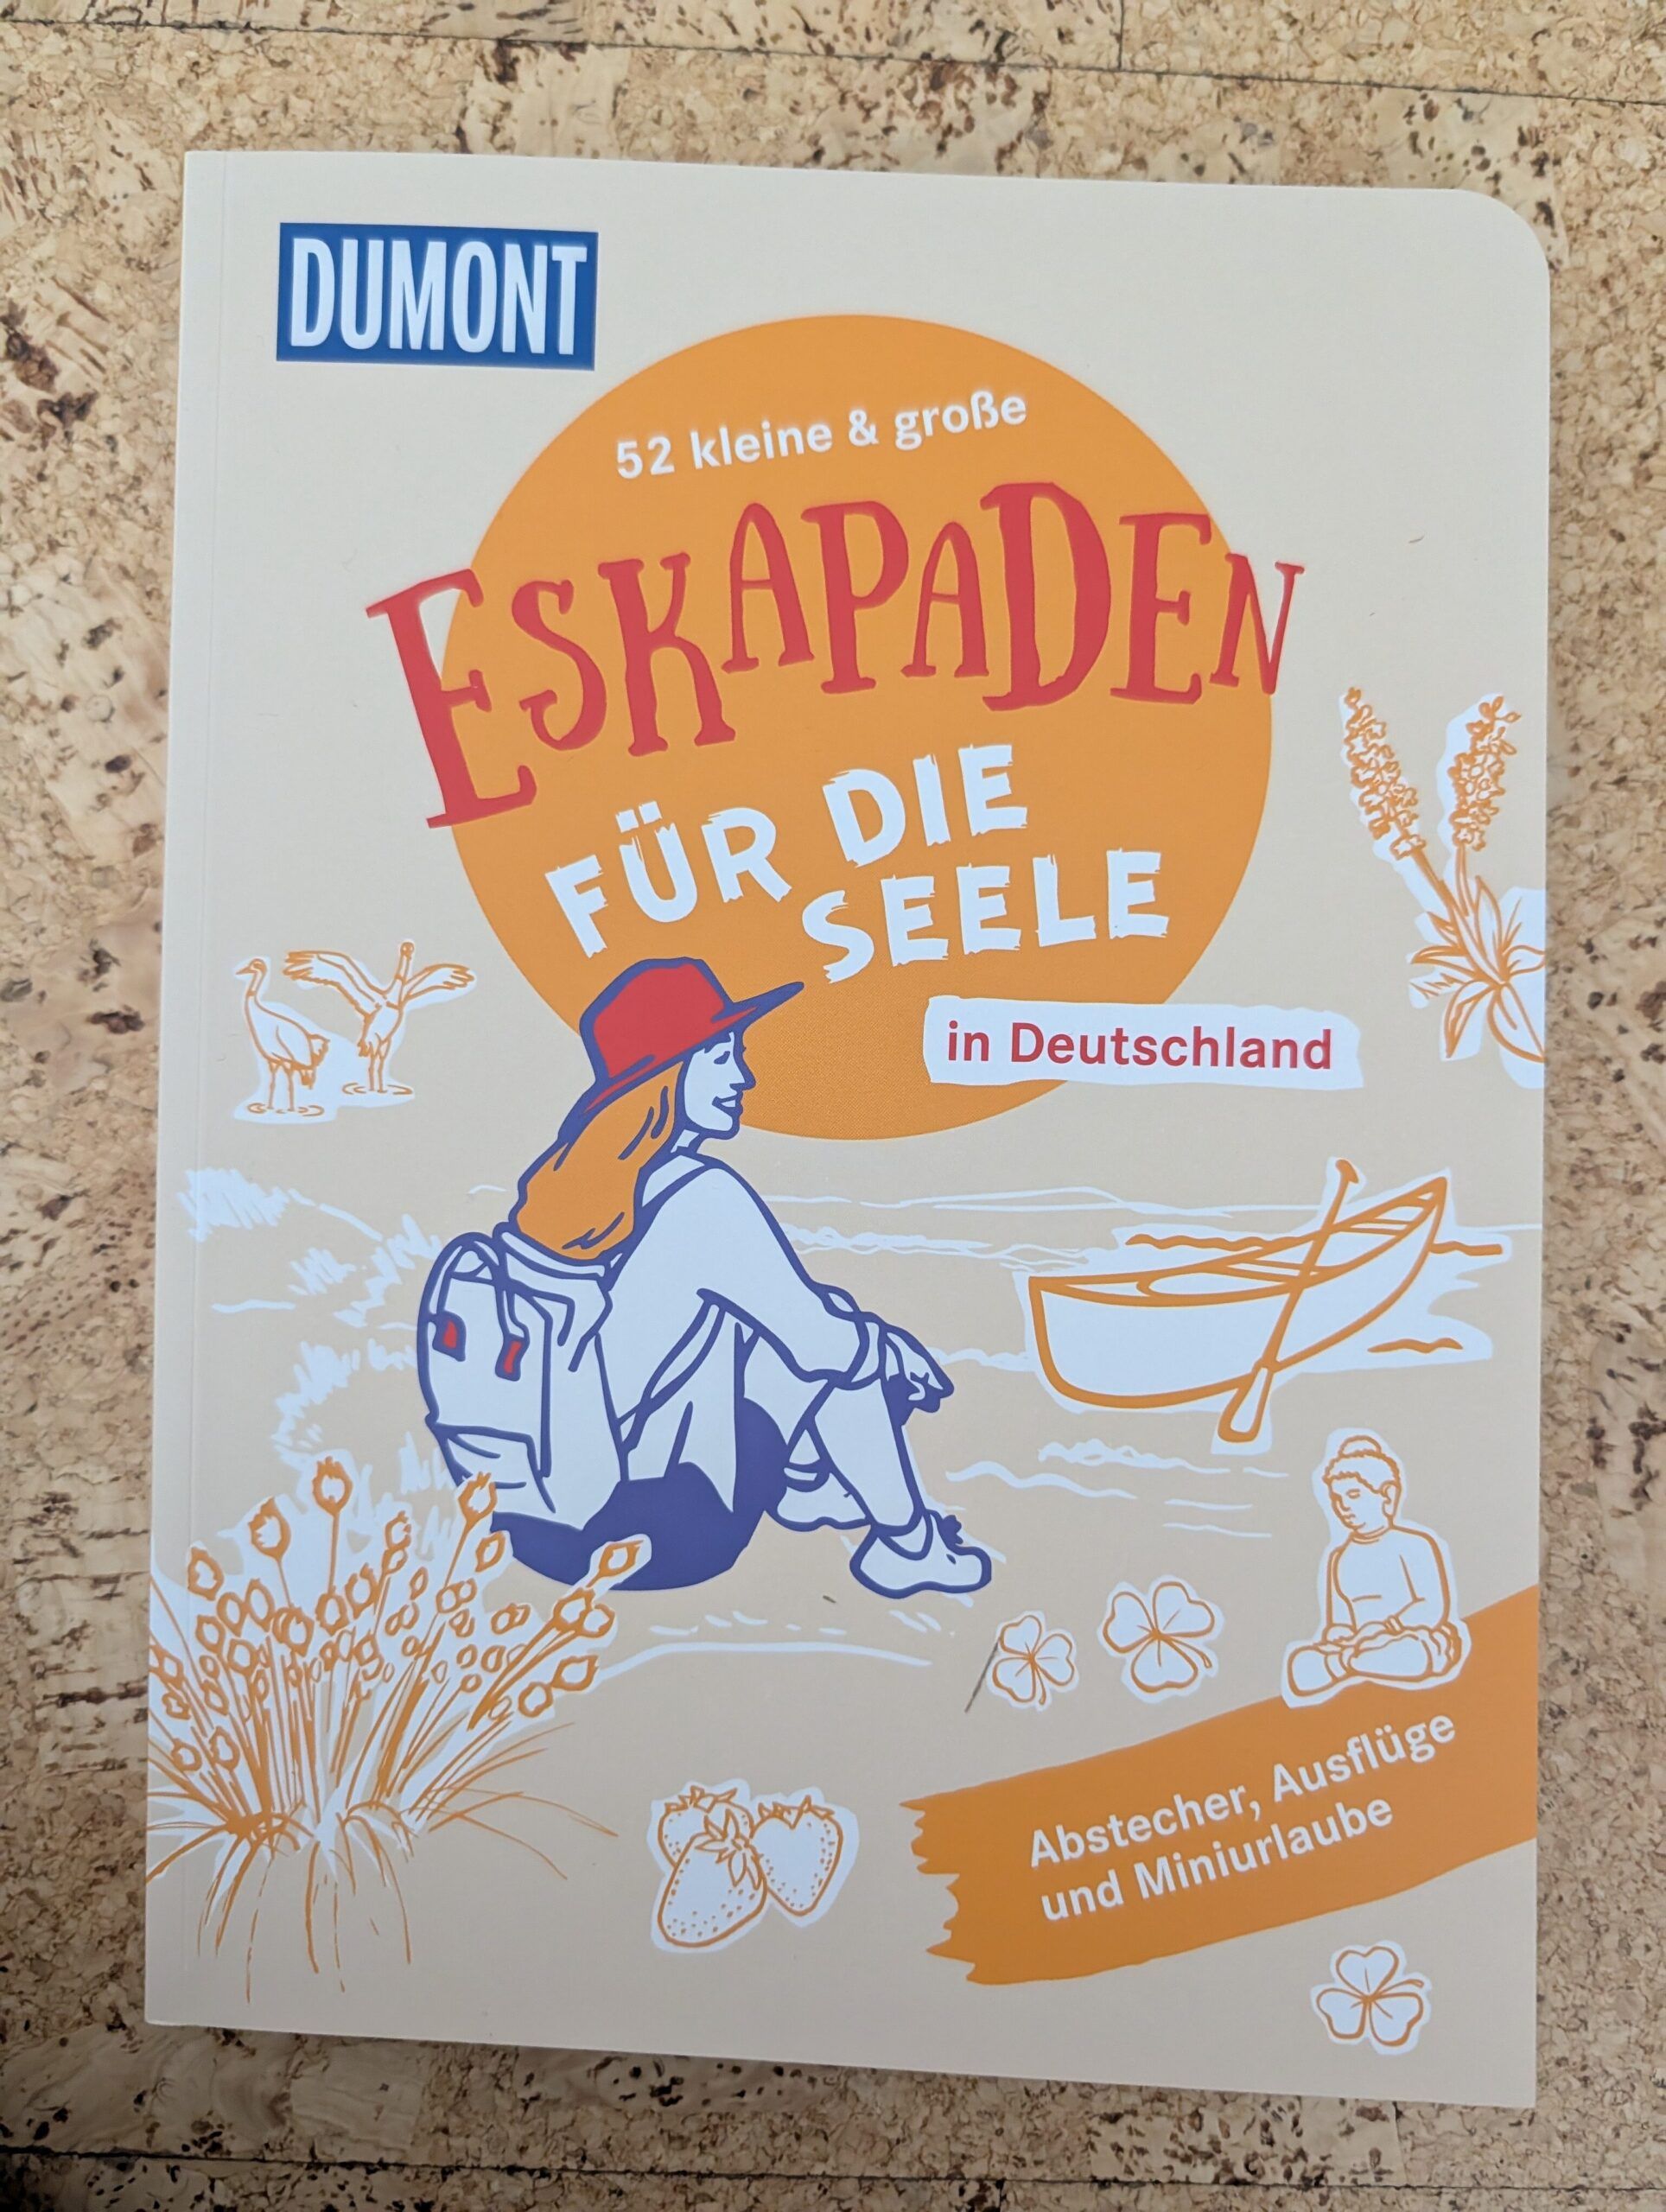 DUMONT
52 kleine & große
ESKAPADEN
FÜR DIE
SEELE
in Deutschland
Abstecher, Ausflüge
und Miniurlaube